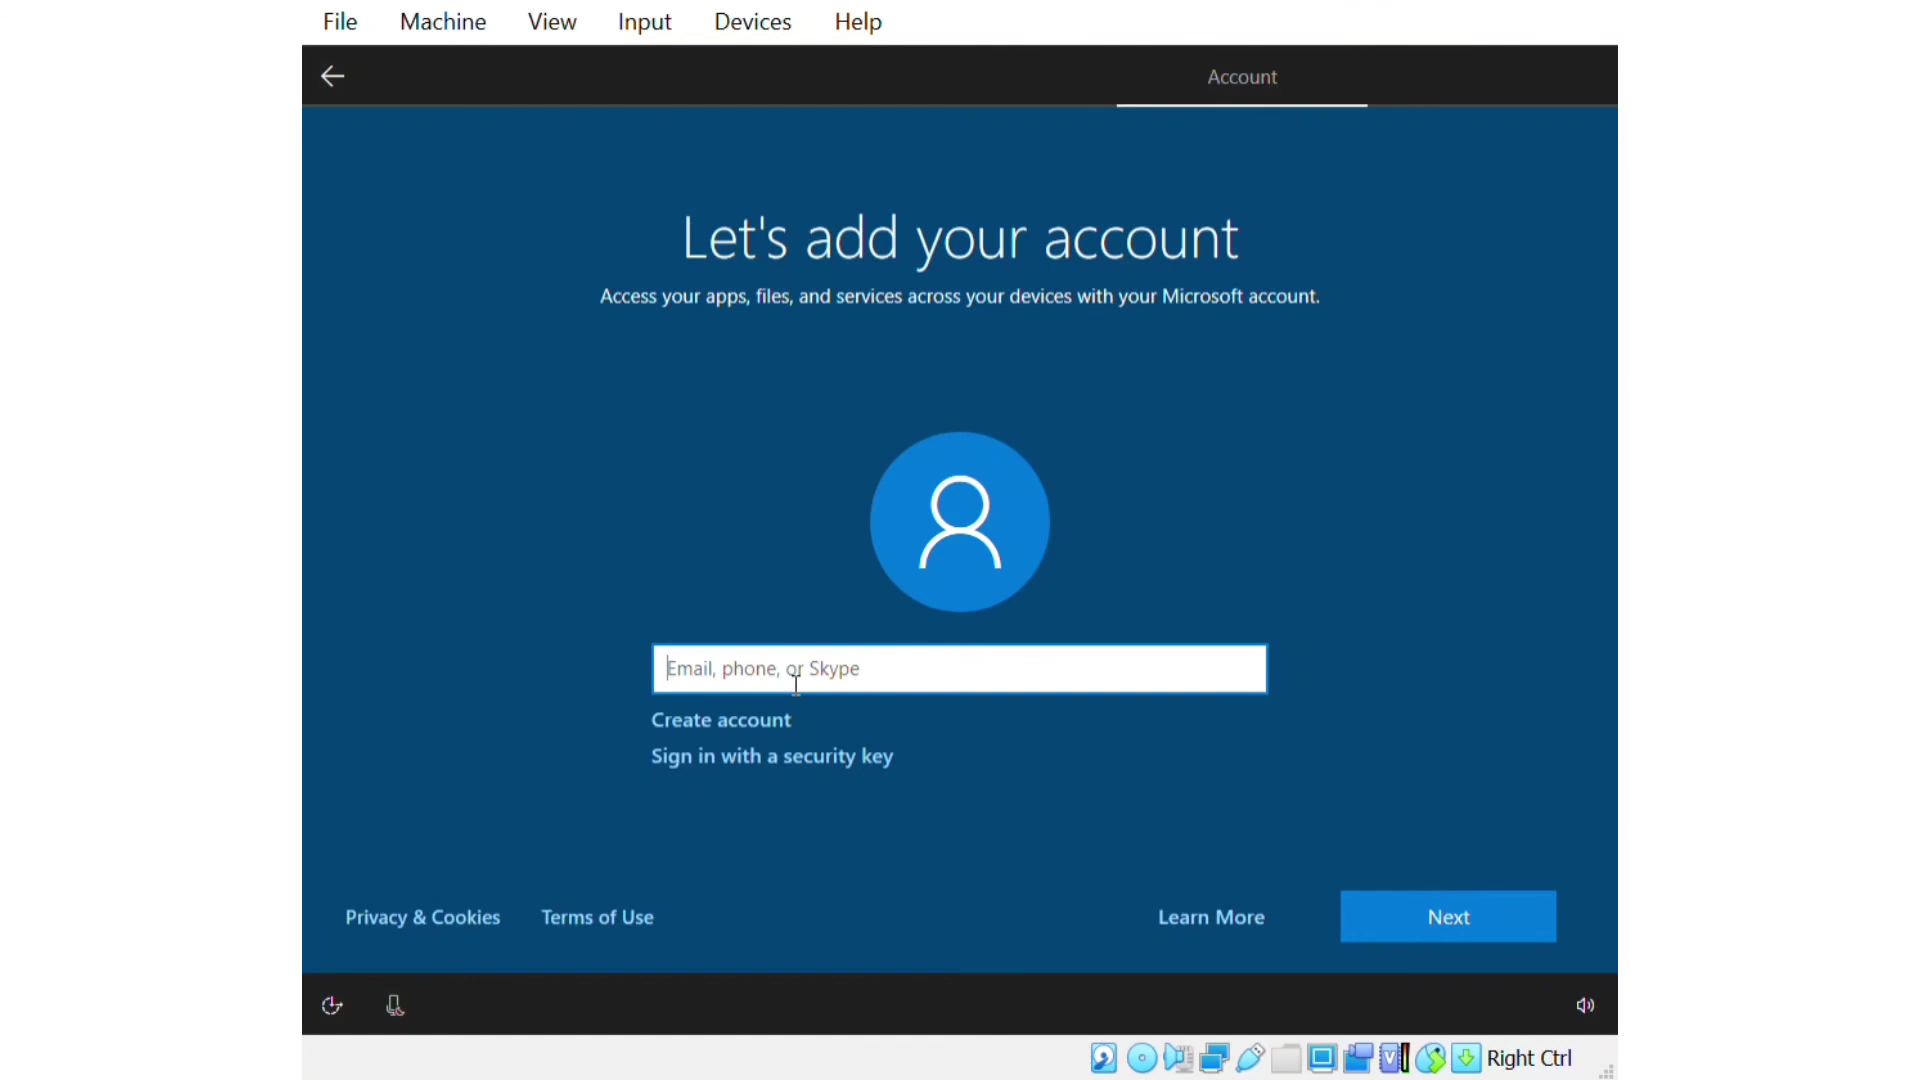 File Machine View Input Devices Help
Account
Let's add your account
Access your apps, files, and services across your devices with your Microsoft account.
Email, phone, or Skype
Create account
Sign in with a security key
Privacy & Cookies Terms of Use Learn More Next
Right Ctrl